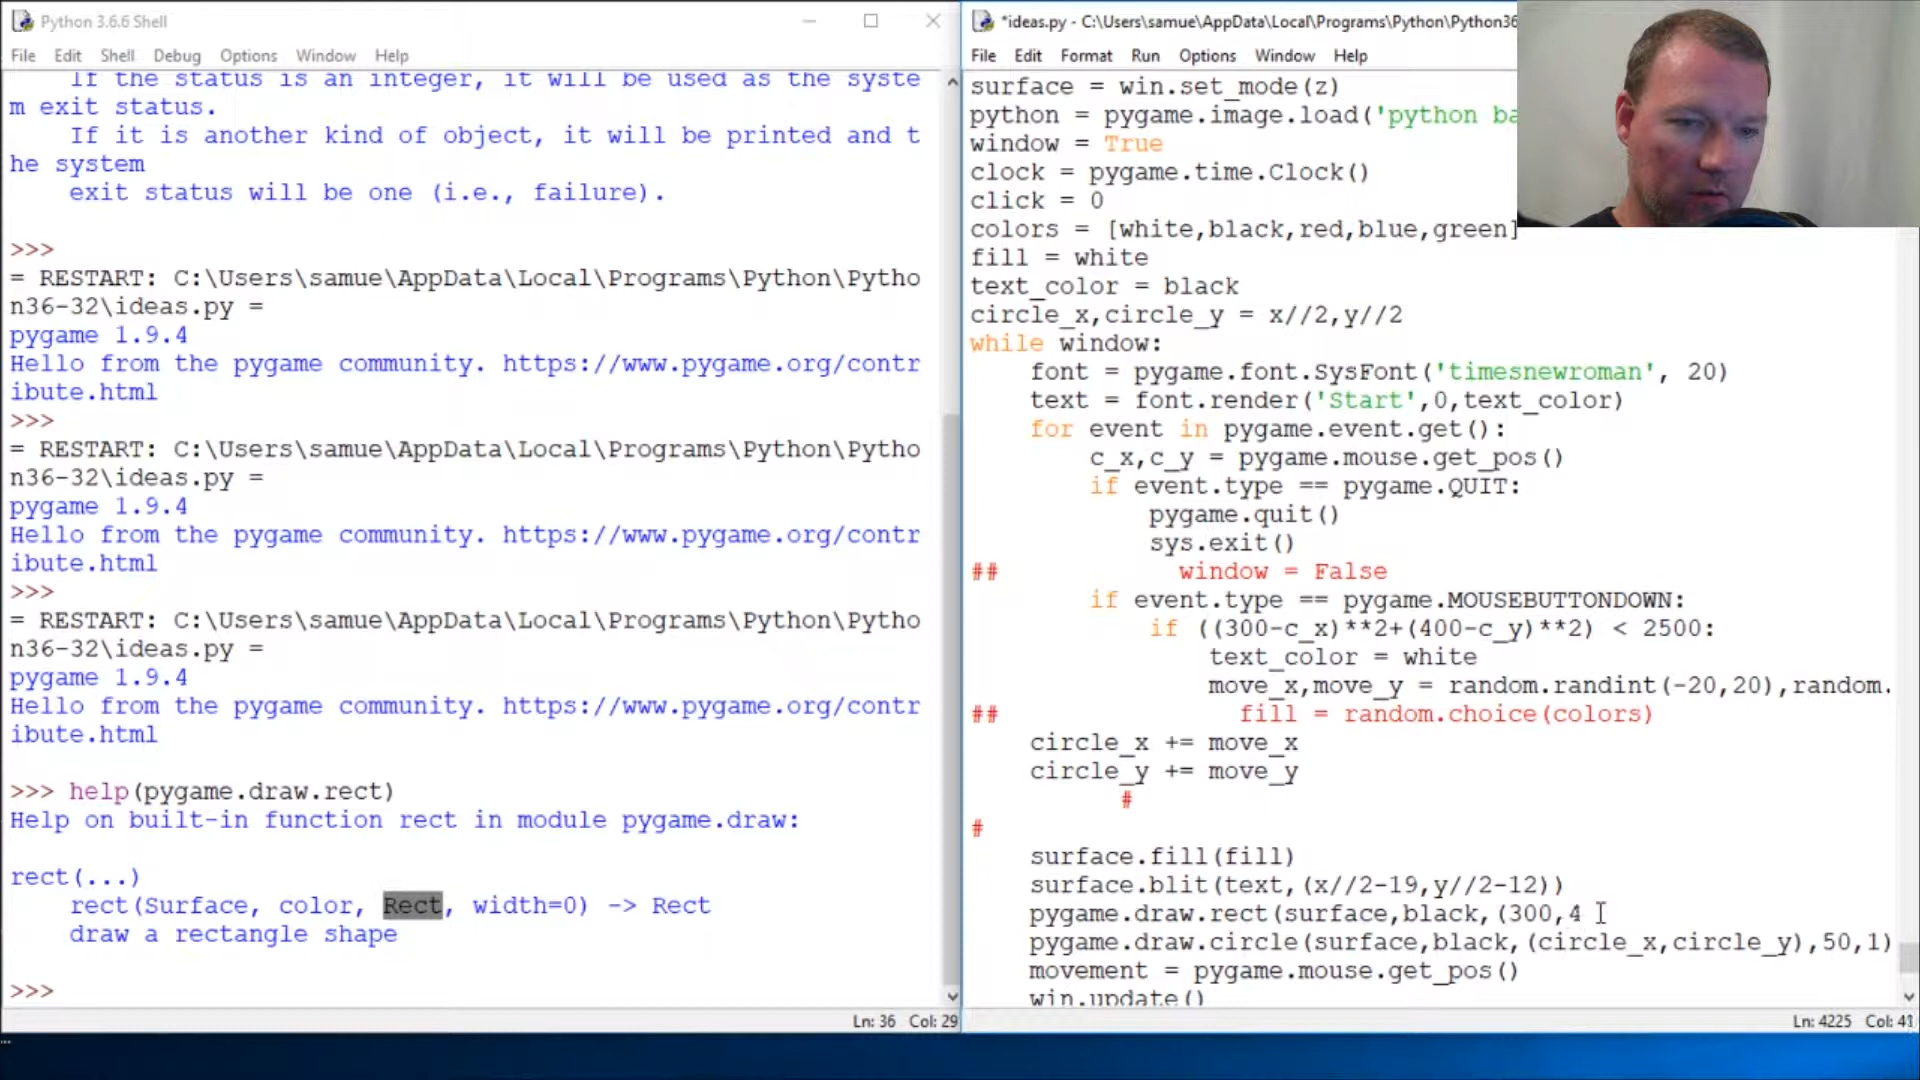 Python 3.6.6 Shell
File Edit Shell Debug Options Window Help
If the status is an integer, it will be used as the syste
m exit status.
If it is another kind of object, it will be printed and t
he system
exit status will be one (i.e., failure).
>>>
= RESTART: C:\Users\samue\AppData\Local\Programs\Python\Pytho
n36-32\ideas.py =
pygame 1.9.4
Hello from the pygame community. https://www.pygame.org/contr
ibute.html
>>>
= RESTART: C:\Users\samue\AppData\Local\Programs\Python\Pytho
n36-32\ideas.py =
pygame 1.9.4
Hello from the pygame community. https://www.pygame.org/contr
ibute.html
>>>
= RESTART: C:\Users\samue\AppData\Local\Programs\Python\Pytho
n36-32\ideas.py =
pygame 1.9.4
Hello from the pygame community. https://www.pygame.org/contr
ibute.html
>>> help(pygame.draw.rect)
Help on built-in function rect in module pygame.draw:
rect(...)
rect(Surface, color, Rect, width=0) -> Rect
draw a rectangle shape
>>>
Ln: 36 Col: 29
*ideas.py - C:\Users\samue\AppData\Local\Programs\Python\Python36
File Edit Format Run Options Window Help
surface = win.set_mode(z)
python = pygame.image.load('python ba
window = True
clock = pygame.time.Clock()
click = 0
colors = [white,black,red,blue,green]
fill = white
text_color = black
circle_x,circle_y = x//2,y//2
while window:
font = pygame.font.SysFont('timesnewroman', 20)
text = font.render('Start',0,text_color)
for event in pygame.event.get():
c_x,c_y = pygame.mouse.get_pos()
if event.type == pygame.QUIT:
pygame.quit()
sys.exit()
## window = False
if event.type == pygame.MOUSEBUTTONDOWN:
if ((300-c_x)**2+(400-c_y)**2) < 2500:
text_color = white
move_x,move_y = random.randint(-20,20),random.
## fill = random.choice(colors)
circle_x += move_x
circle_y += move_y
#
#
surface.fill(fill)
surface.blit(text,(x//2-19,y//2-12))
pygame.draw.rect(surface,black,(300,4
pygame.draw.circle(surface,black,(circle_x,circle_y),50,1)
movement = pygame.mouse.get_pos()
win.update()
Ln: 4225 Col: 41